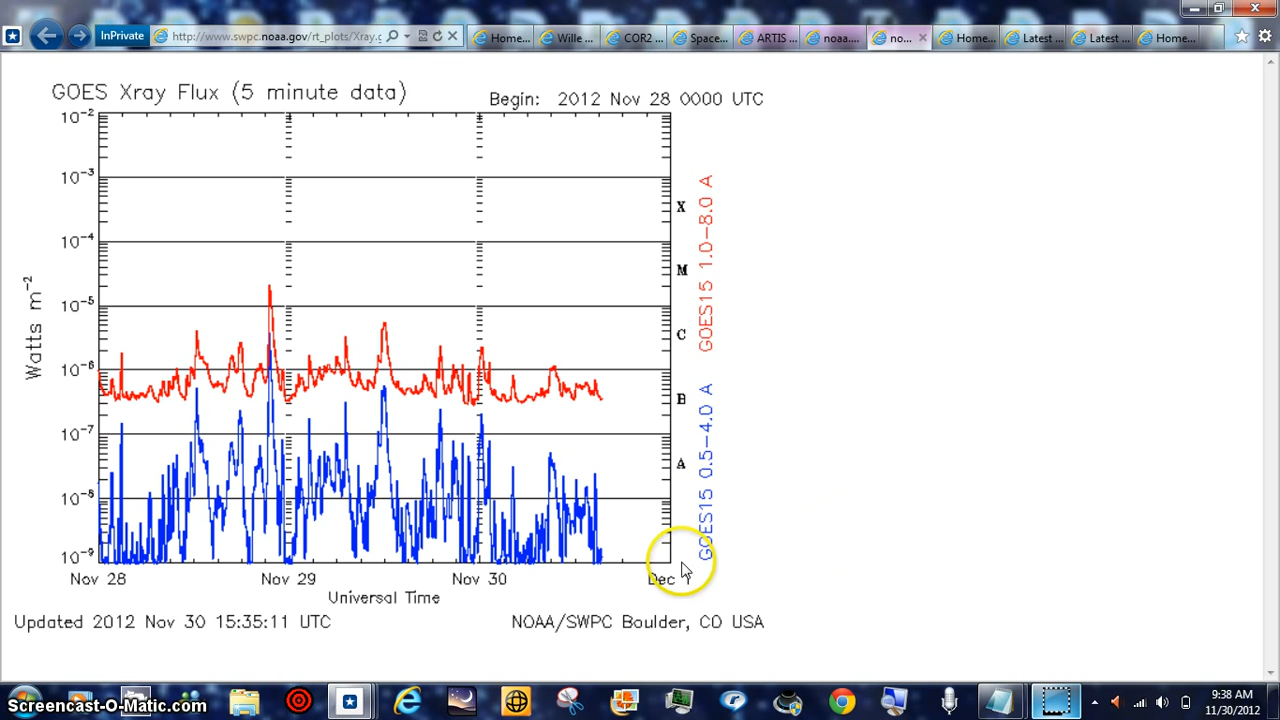 InPrivate
http://www.swpc.noaa.gov/rt_plots/Xray.g
Home...
Wille ...
COR2 ...
Space...
ARTIS ...
noaa....
no...
Home...
Latest ...
Latest ...
Home...
GOES Xray Flux (5 minute data)
Begin: 2012 Nov 28 0000 UTC
10⁻²
10⁻³
10⁻⁴
10⁻⁵
10⁻⁶
10⁻⁷
10⁻⁸
10⁻⁹
Watts m⁻²
X
M
C
B
A
GOES15 1.0-8.0 A
GOES15 0.5-4.0 A
Nov 28
Nov 29
Nov 30
Dec 1
Universal Time
Updated 2012 Nov 30 15:35:11 UTC
NOAA/SWPC Boulder, CO USA
Screencast-O-Matic.com
9:38 AM
11/30/2012